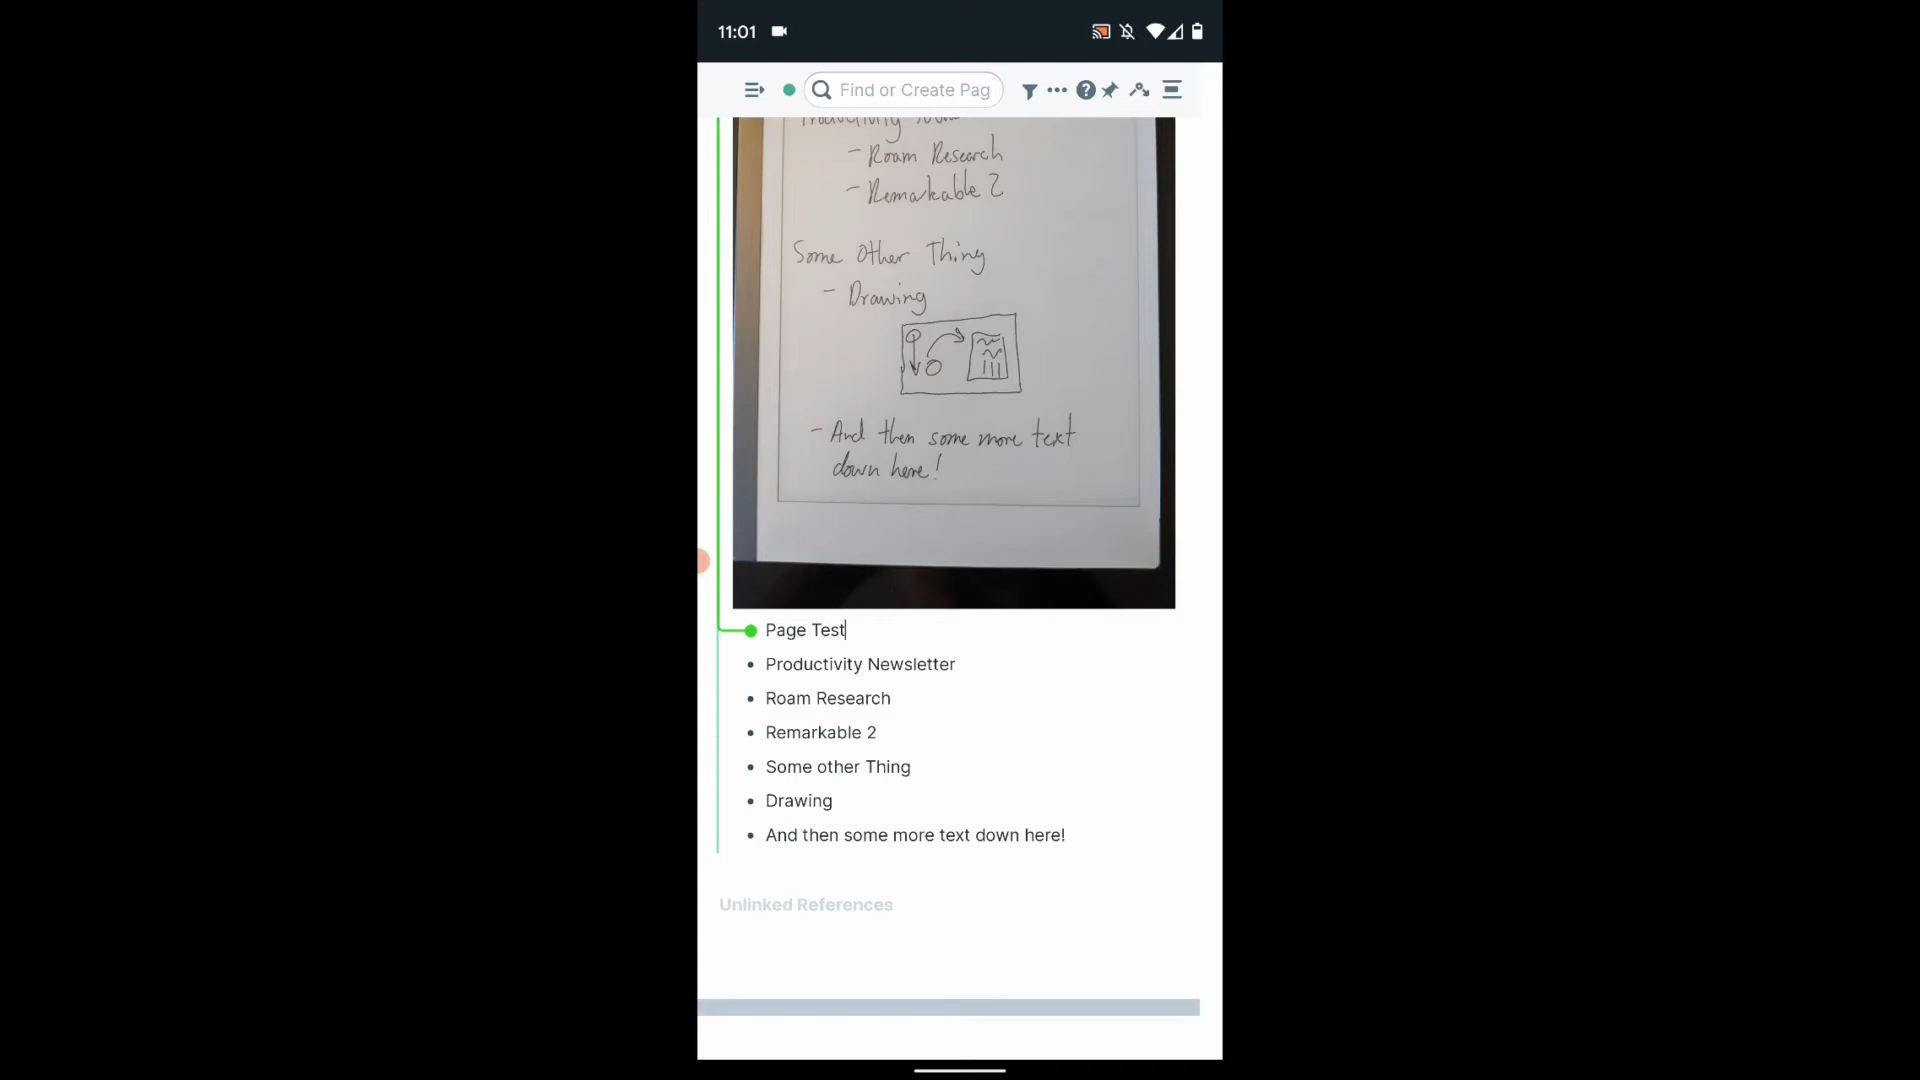 11:01
Find or Create Pag
Productivity
- Roam Research
- Remarkable 2
Some Other Thing
- Drawing
- And then some more text
down here!
Page Test
Productivity Newsletter
Roam Research
Remarkable 2
Some other Thing
Drawing
And then some more text down here!
Unlinked References